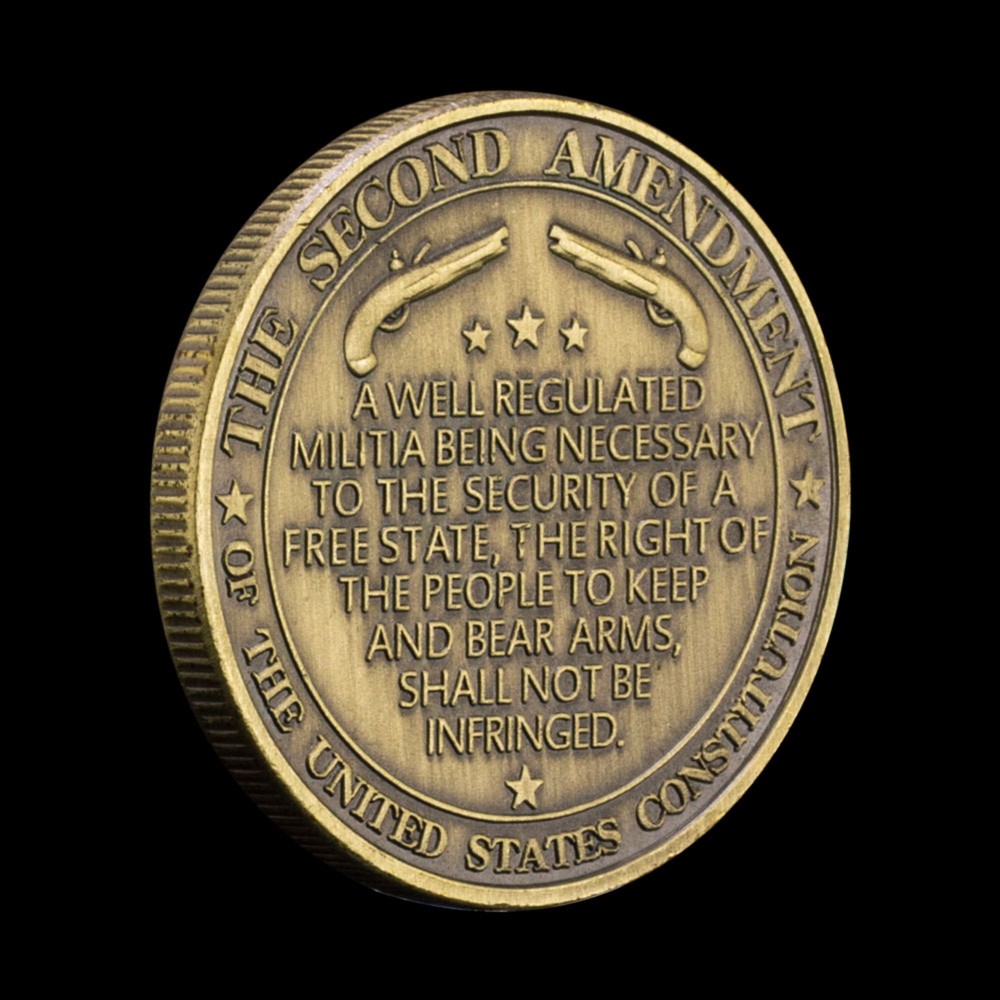 THE SECOND AMENDMENT
A WELL REGULATED
MILITIA BEING NECESSARY
TO THE SECURITY OF A
FREE STATE, THE RIGHT OF
THE PEOPLE TO KEEP
AND BEAR ARMS,
SHALL NOT BE
INFRINGED.
OF THE UNITED STATES CONSTITUTION